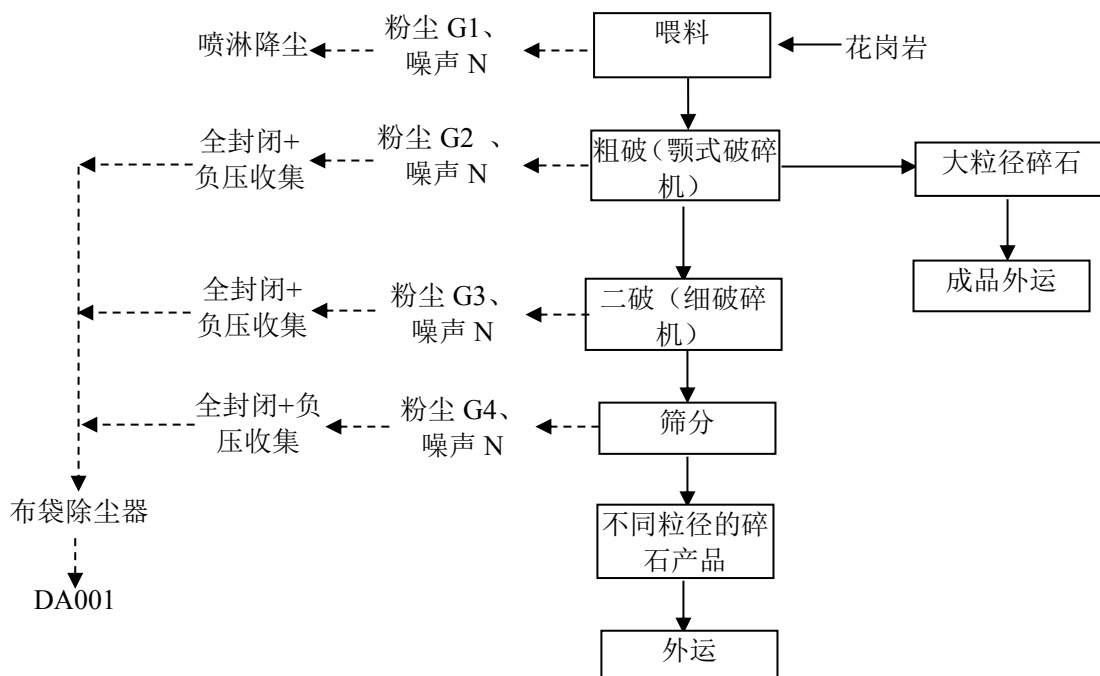 喷淋降尘
粉尘 G1、
噪声 N
喂料
花岗岩
全封闭+
负压收集
粉尘 G2 、
噪声 N
粗破（颚式破碎
机）
大粒径碎石
成品外运
全封闭+
负压收集
粉尘 G3、
噪声 N
二破（细破碎
机）
全封闭+负
压收集
粉尘 G4、
噪声 N
筛分
布袋除尘器
不同粒径的碎
石产品
DA001
外运